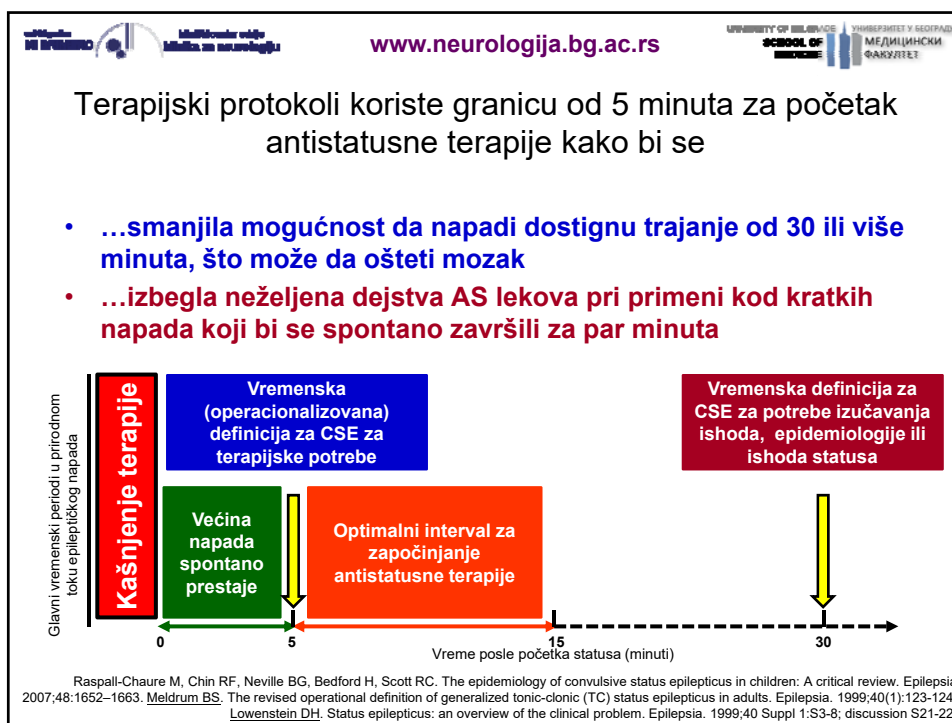 www.neurologija.bg.ac.rs
UNIVERSITY OF BELGRADE
SCHOOL OF
MEDICINE
УНИВЕРЗИТЕТ У БЕОГРАДУ
МЕДИЦИНСКИ
ФАКУЛТЕТ
Terapijski protokoli koriste granicu od 5 minuta za početak
antistatusne terapije kako bi se
• …smanjila mogućnost da napadi dostignu trajanje od 30 ili više
minuta, što može da ošteti mozak
• …izbegla neželjena dejstva AS lekova pri primeni kod kratkih
napada koji bi se spontano završili za par minuta
Glavni vremenski periodi u prirodnom
toku epileptičkog napada
Kašnjenje terapije
Vremenska
(operacionalizovana)
definicija za CSE za
terapijske potrebe
Vremenska definicija za
CSE za potrebe izučavanja
ishoda, epidemiologije ili
ishoda statusa
Većina
napada
spontano
prestaje
Optimalni interval za
započinjanje
antistatusne terapije
0 5 15 30
Vreme posle početka statusa (minuti)
Raspall-Chaure M, Chin RF, Neville BG, Bedford H, Scott RC. The epidemiology of convulsive status epilepticus in children: A critical review. Epilepsia
2007;48:1652–1663. Meldrum BS. The revised operational definition of generalized tonic-clonic (TC) status epilepticus in adults. Epilepsia. 1999;40(1):123-124
Lowenstein DH. Status epilepticus: an overview of the clinical problem. Epilepsia. 1999;40 Suppl 1:S3-8; discussion S21-22